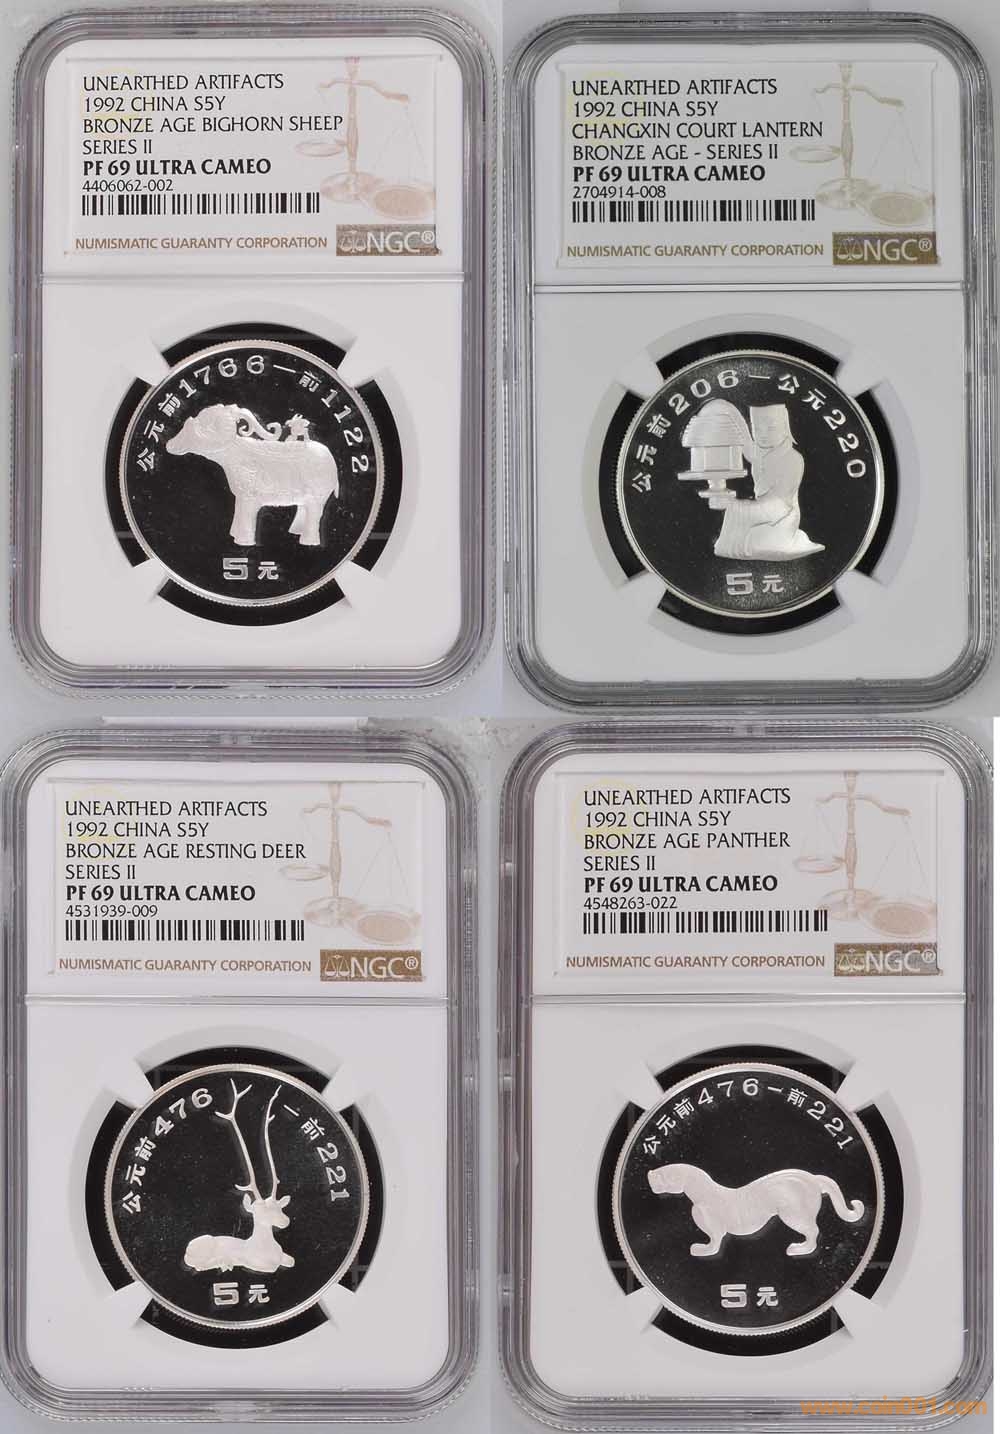 UNEARTHED ARTIFACTS
1992 CHINA S5Y
BRONZE AGE BIGHORN SHEEP
SERIES II
PF 69 ULTRA CAMEO
4406062-002
NUMISMATIC GUARANTY CORPORATION NGC®
公元前1766—前1122
5元
UNEARTHED ARTIFACTS
1992 CHINA S5Y
CHANGXIN COURT LANTERN
BRONZE AGE - SERIES II
PF 69 ULTRA CAMEO
2704914-008
NUMISMATIC GUARANTY CORPORATION NGC®
公元前206—公元220
5元
UNEARTHED ARTIFACTS
1992 CHINA S5Y
BRONZE AGE RESTING DEER
SERIES II
PF 69 ULTRA CAMEO
4531939-009
NUMISMATIC GUARANTY CORPORATION NGC®
公元前476—前221
5元
UNEARTHED ARTIFACTS
1992 CHINA S5Y
BRONZE AGE PANTHER
SERIES II
PF 69 ULTRA CAMEO
4548263-022
NUMISMATIC GUARANTY CORPORATION NGC®
公元前476—前221
5元
www.coin001.com